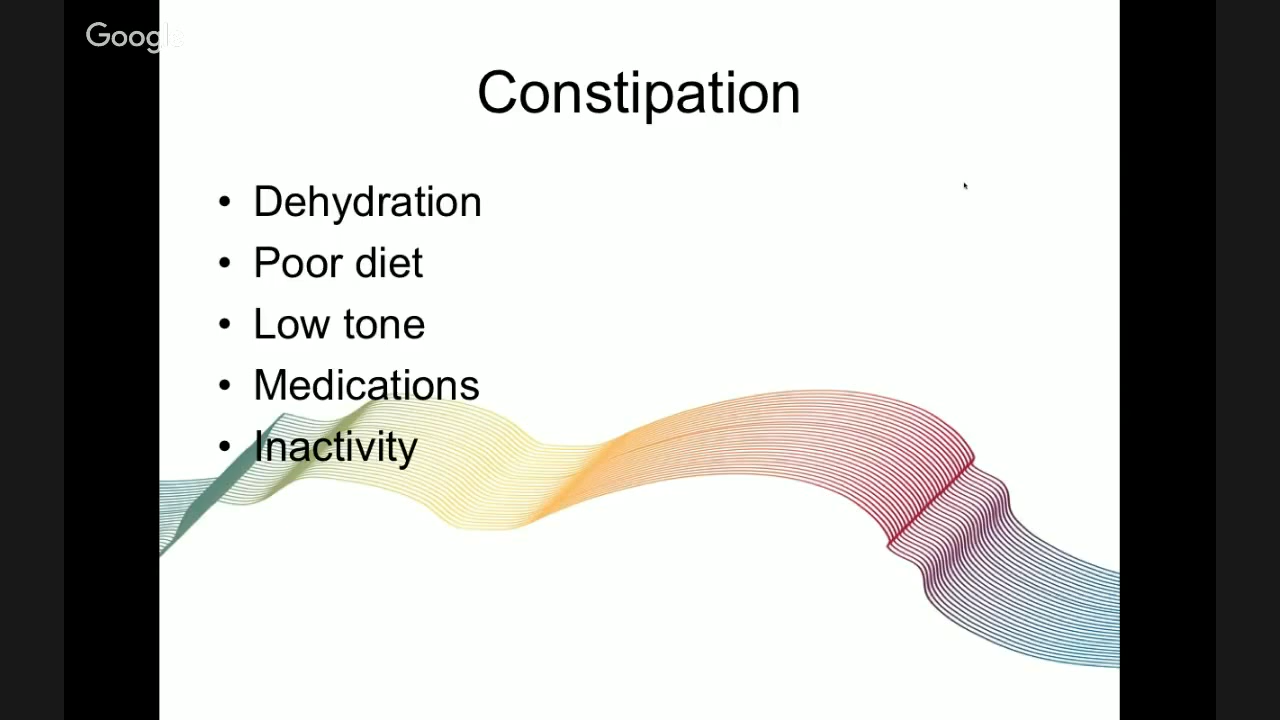 Google
Constipation
• Dehydration
• Poor diet
• Low tone
• Medications
• Inactivity